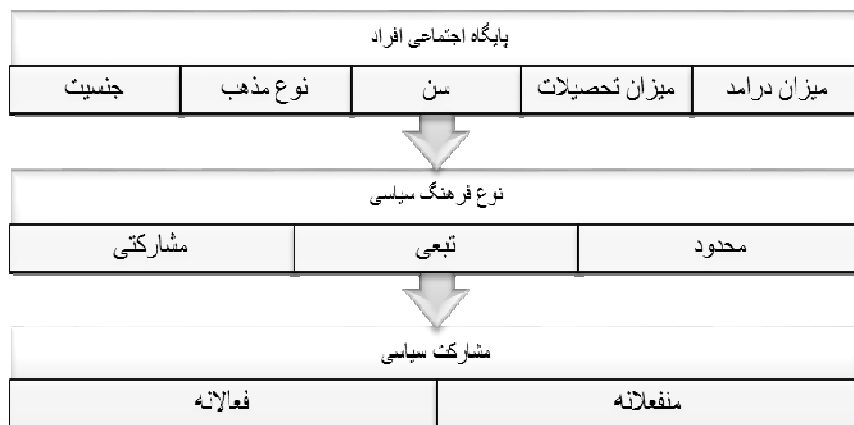 پایگاه اجتماعی افراد
میزان درامد میزان تحصیلات سن نوع مذهب جنسیت
نوع فرهنگ سیاسی
محدود تبعی مشارکتی
مشارکت سیاسی
منفعلانه فعالانه